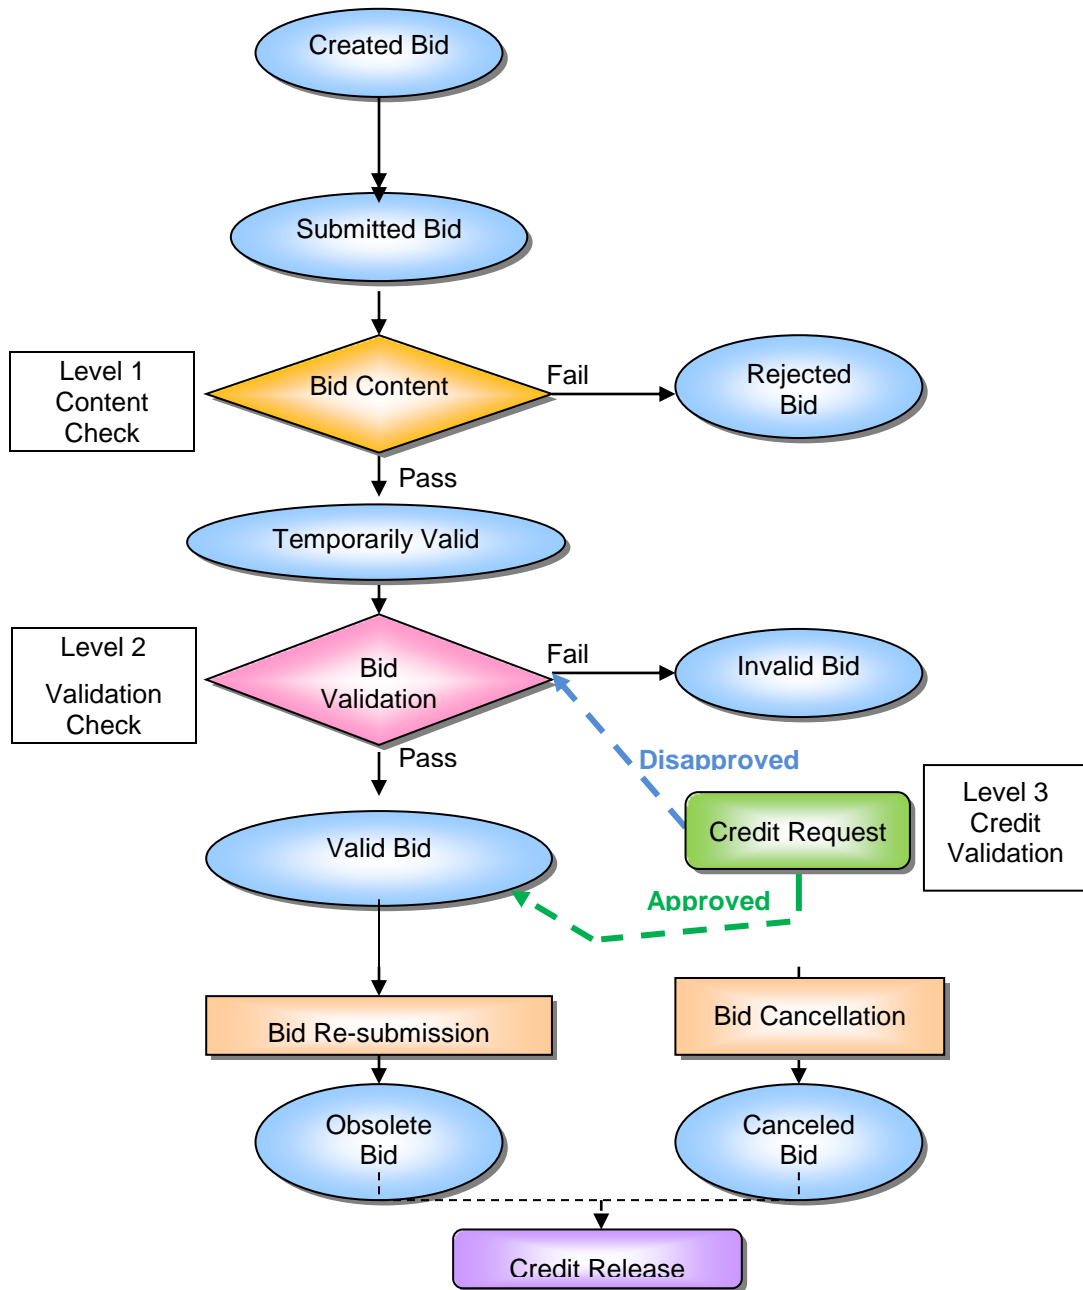 Created Bid
Submitted Bid
Level 1
Content
Check
Bid Content
Fail
Rejected
Bid
Pass
Temporarily Valid
Level 2
Validation
Check
Bid
Validation
Fail
Invalid Bid
Pass
Disapproved
Valid Bid
Credit Request
Level 3
Credit
Validation
Approved
Bid Re-submission
Bid Cancellation
Obsolete
Bid
Canceled
Bid
Credit Release